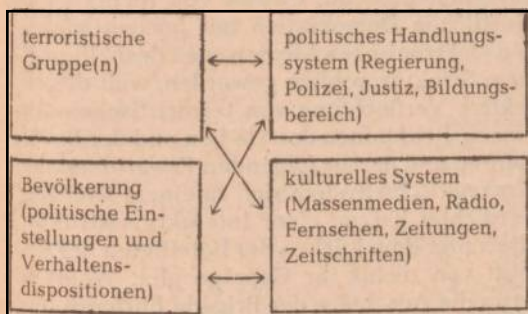 terroristische
Gruppe(n)
politisches Handlungs-
system (Regierung,
Polizei, Justiz, Bildungs-
bereich)
Bevölkerung
(politische Ein-
stellungen und
Verhaltens-
dispositionen)
kulturelles System
(Massenmedien, Radio,
Fernsehen, Zeitungen,
Zeitschriften)